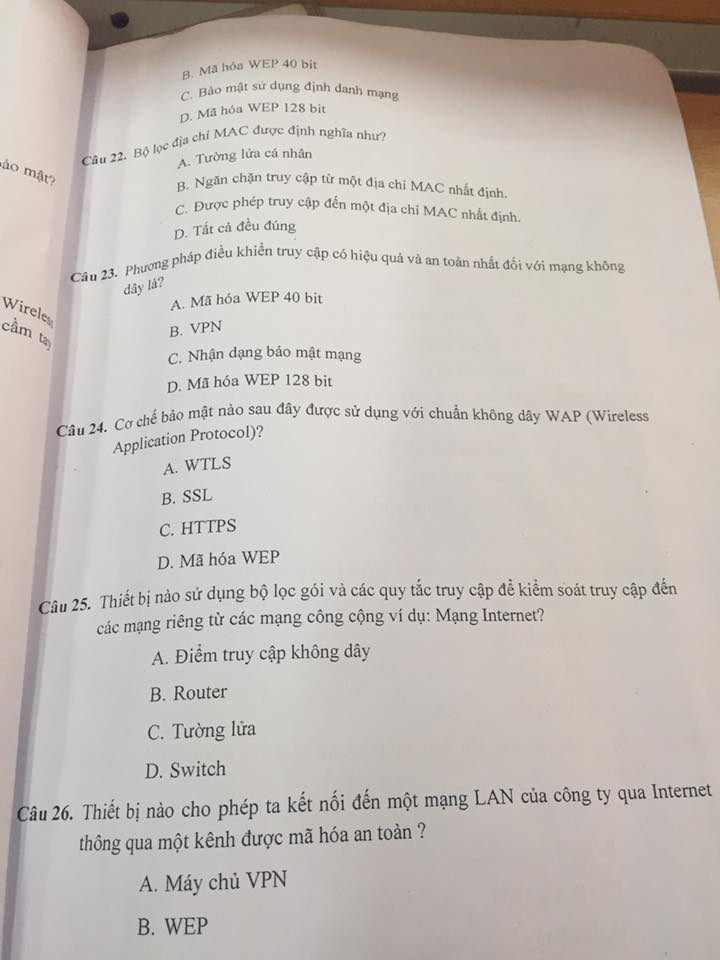 B. Mã hóa WEP 40 bit
C. Bảo mật sử dụng định danh mạng
D. Mã hóa WEP 128 bit
Câu 22. Bộ lọc địa chỉ MAC được định nghĩa như?
A. Tường lửa cá nhân
B. Ngăn chặn truy cập từ một địa chỉ MAC nhất định.
C. Được phép truy cập đến một địa chỉ MAC nhất định.
D. Tất cả đều đúng
Câu 23. Phương pháp điều khiển truy cập có hiệu quả và an toàn nhất đối với mạng không
dây là?
A. Mã hóa WEP 40 bit
B. VPN
C. Nhận dạng bảo mật mạng
D. Mã hóa WEP 128 bit
Câu 24. Cơ chế bảo mật nào sau đây được sử dụng với chuẩn không dây WAP (Wireless
Application Protocol)?
A. WTLS
B. SSL
C. HTTPS
D. Mã hóa WEP
Câu 25. Thiết bị nào sử dụng bộ lọc gói và các quy tắc truy cập để kiểm soát truy cập đến
các mạng riêng từ các mạng công cộng ví dụ: Mạng Internet?
A. Điểm truy cập không dây
B. Router
C. Tường lửa
D. Switch
Câu 26. Thiết bị nào cho phép ta kết nối đến một mạng LAN của công ty qua Internet
thông qua một kênh được mã hóa an toàn ?
A. Máy chủ VPN
B. WEP
mật?
cầm